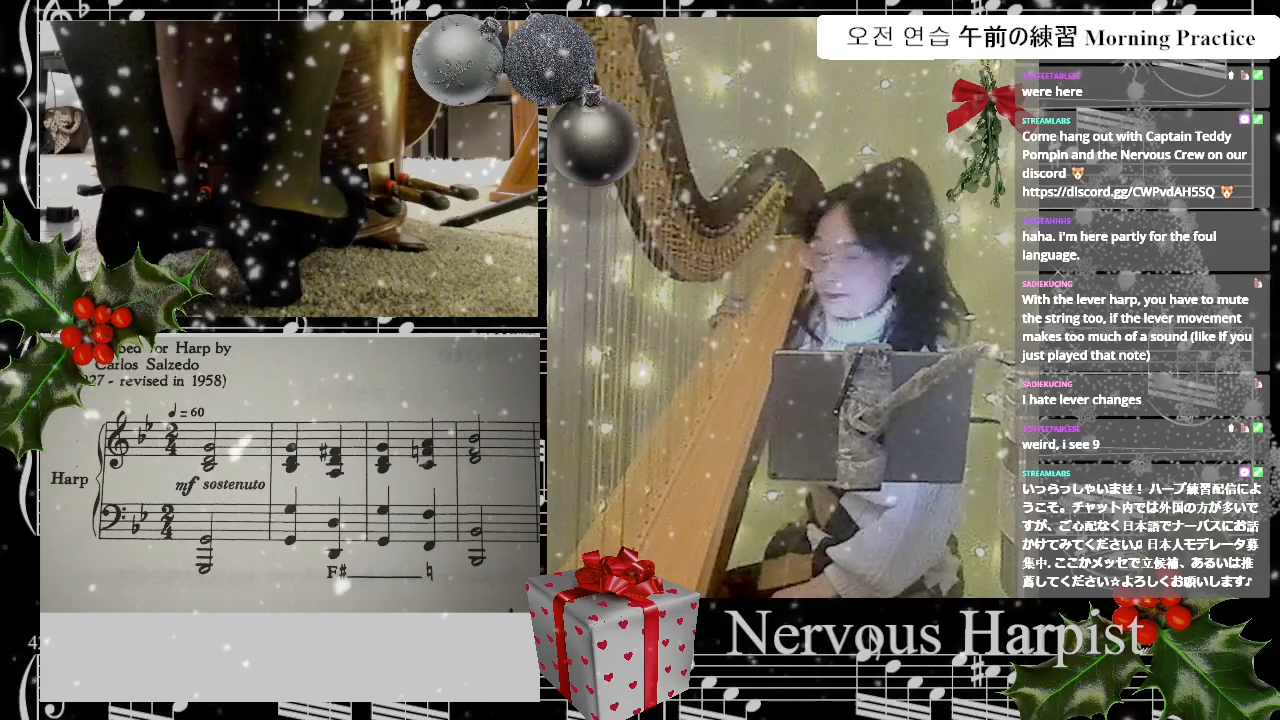 오전 연습 午前の練習 Morning Practice
were here
STREAMLABS
Come hang out with Captain Teddy
Pompin and the Nervous Crew on our
discord
https://discord.gg/CWPvdAH5SQ
haha. i'm here partly for the foul
language.
SADIEKUCING
With the lever harp, you have to mute
the string too, if the lever movement
makes too much of a sound (like if you
just played that note)
SADIEKUCING
I hate lever changes
weird, i see 9
STREAMLABS
いらっしゃいませ！ ハープ練習配信によ
うこそ。チャット内では外国の方が多いで
すが、ご心配なく日本語でナーバスにお話
かけてみてください♫ 日本人モデレータ募
集中. ここかメッセで立候補、あるいは推
薦してください☆よろしくお願いします♪
for Harp by
Carlos Salzedo
27 - revised in 1958)
= 60
2 4
Harp
mf sostenuto
2 4
F#
Nervous Harpist